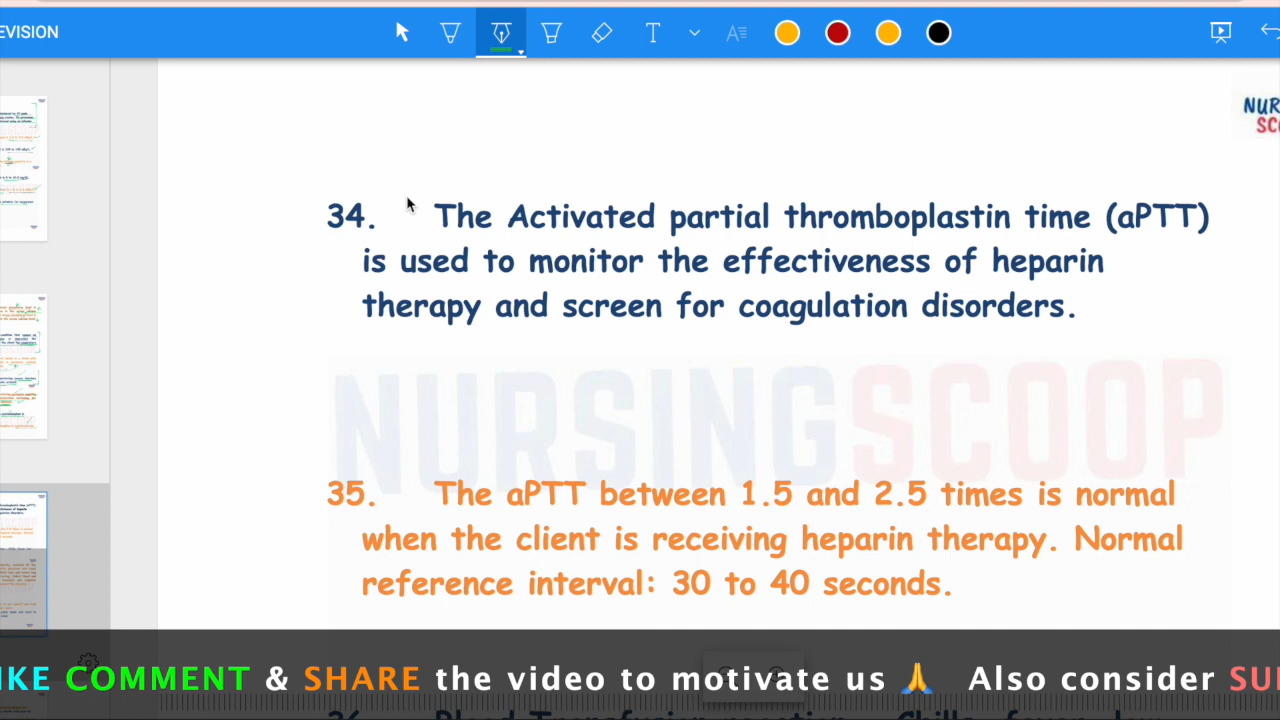 EVISION
T
A
NUR
SC
34. The Activated partial thromboplastin time (aPTT)
is used to monitor the effectiveness of heparin
therapy and screen for coagulation disorders.
NURSINGSCOOP
35. The aPTT between 1.5 and 2.5 times is normal
when the client is receiving heparin therapy. Normal
reference interval: 30 to 40 seconds.
IKE COMMENT & SHARE the video to motivate us 🙏 Also consider SU